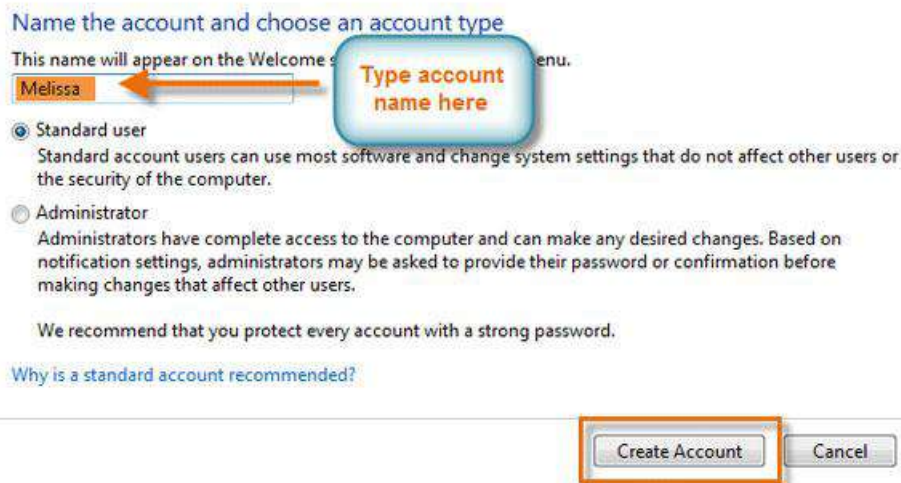 Name the account and choose an account type
This name will appear on the Welcome s enu.
Type account
name here
Melissa
Standard user
Standard account users can use most software and change system settings that do not affect other users or
the security of the computer.
Administrator
Administrators have complete access to the computer and can make any desired changes. Based on
notification settings, administrators may be asked to provide their password or confirmation before
making changes that affect other users.
We recommend that you protect every account with a strong password.
Why is a standard account recommended?
Create Account
Cancel